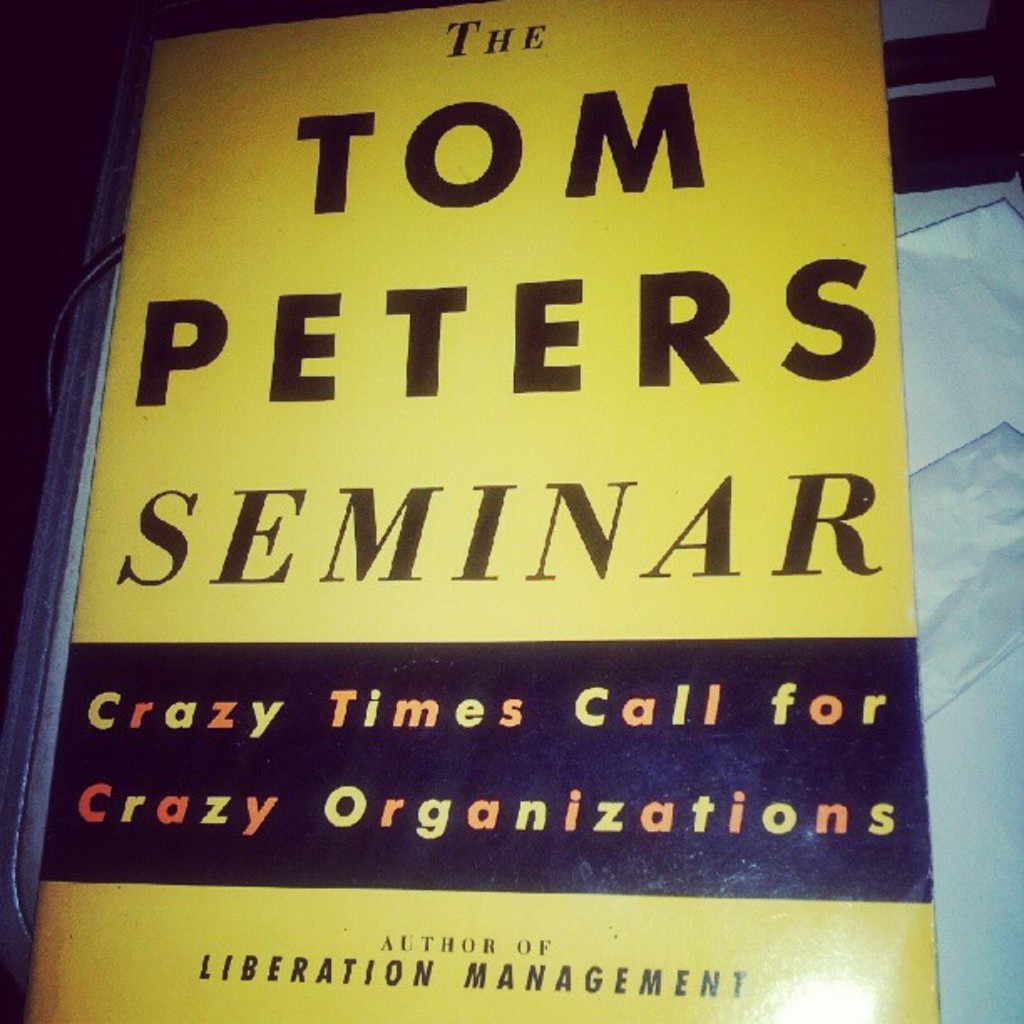 THE
TOM
PETERS
SEMINAR
Crazy Times Call for
Crazy Organizations
AUTHOR OF
LIBERATION MANAGEMENT